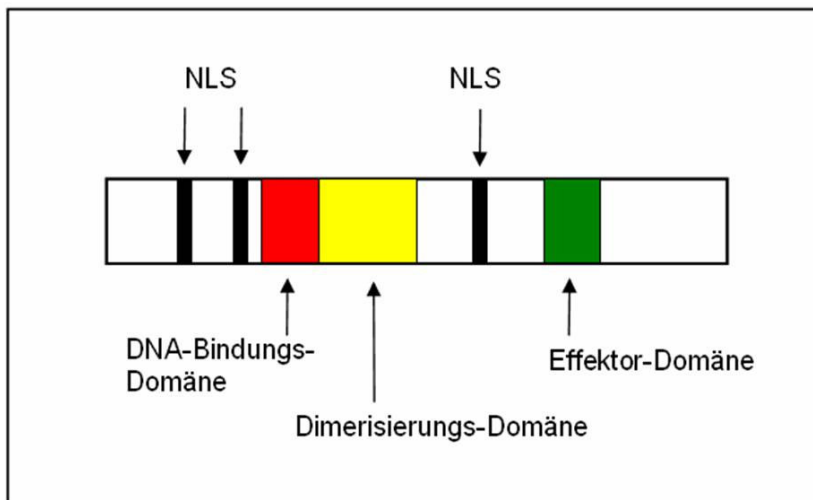 NLS
NLS
DNA-Bindungs-
Domäne
Effektor-Domäne
Dimerisierungs-Domäne